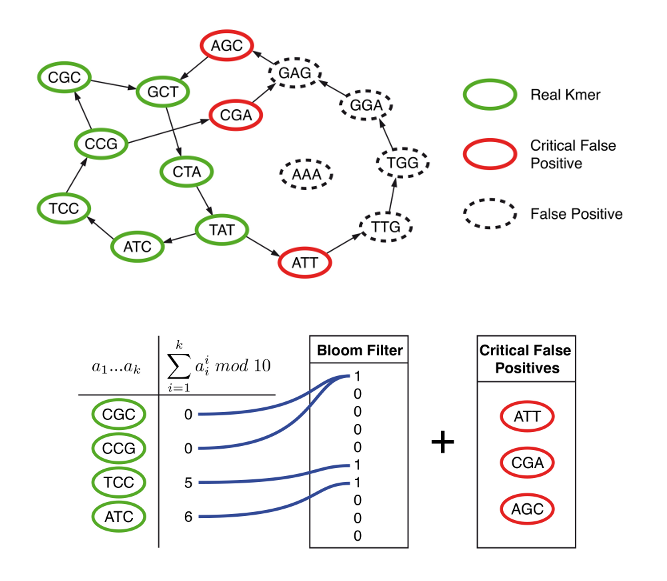 AGC
GAG
CGC
GCT
GGA
CGA
CCG
CTA
AAA
TGG
TCC
TAT
TTG
ATC
ATT
Real Kmer
Critical False
Positive
False Positive
a₁...aₖ
k
∑ aᵢⁱ mod 10
i=1
CGC 0
CCG 0
TCC 5
ATC 6
Bloom Filter
1
0
0
0
0
1
1
0
0
0
+
Critical False
Positives
ATT
CGA
AGC